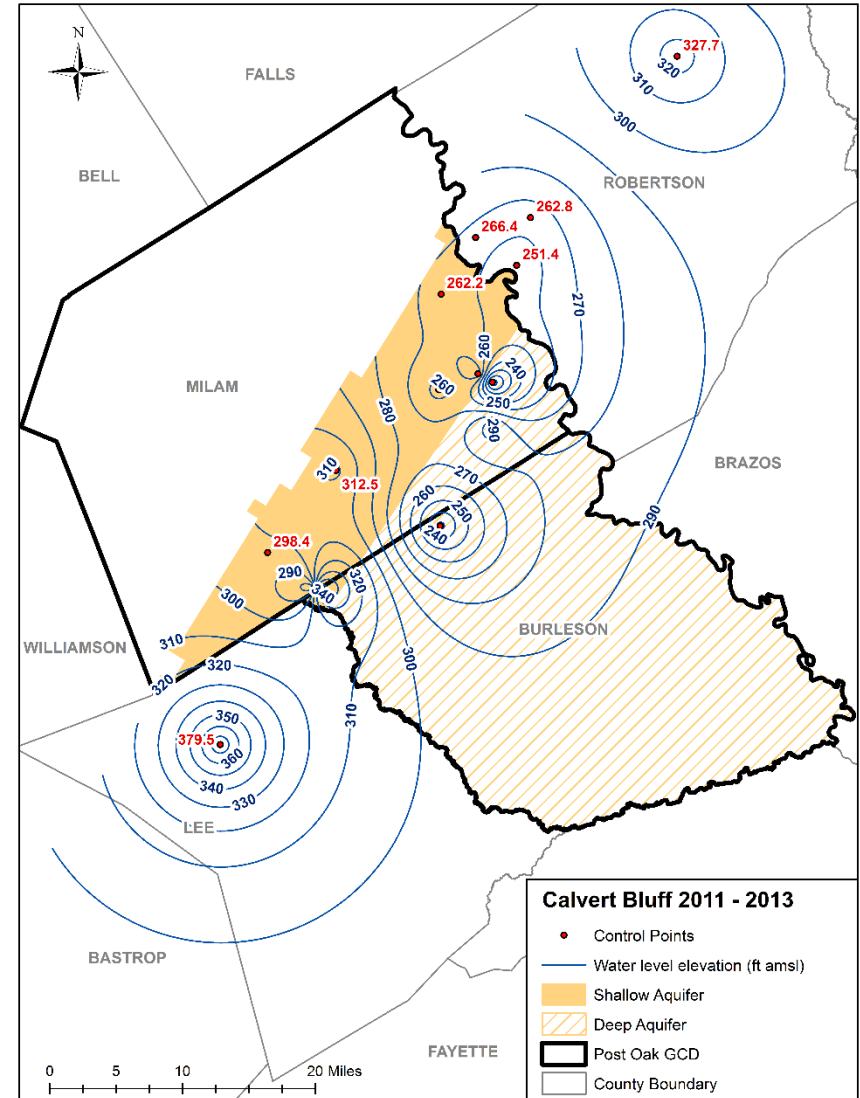 N
FALLS
327.7
320
310
300
BELL
ROBERTSON
262.8
266.4
251.4
262.2
270
260
240
MILAM
260
250
280
290
BRAZOS
310
270
312.5
260
250
240
290
298.4
290
320
340
300
BURLESON
310
WILLIAMSON
300
320
310
320
350
379.5
360
340
330
LEE
BASTROP
FAYETTE
Calvert Bluff 2011 - 2013
Control Points
Water level elevation (ft amsl)
Shallow Aquifer
Deep Aquifer
Post Oak GCD
County Boundary
0 5 10 20 Miles